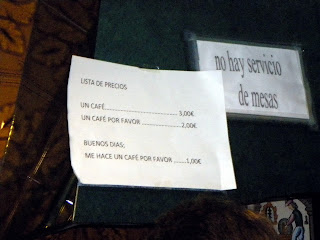 LISTA DE PRECIOS
UN CAFÉ.......................................... 3,00€
UN CAFÉ POR FAVOR ......................2,00€
BUENOS DIAS;
ME HACE UN CAFÉ POR FAVOR .......1,00€
no hay servicio
de mesas